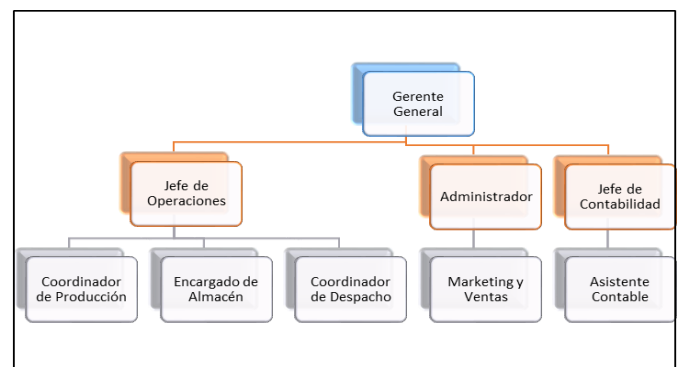 Gerente
General
Jefe de
Operaciones
Administrador
Jefe de
Contabilidad
Coordinador
de Producción
Encargado de
Almacén
Coordinador
de Despacho
Marketing y
Ventas
Asistente
Contable